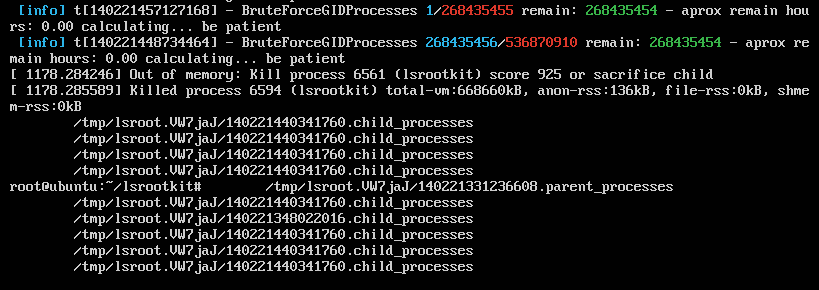 [info] t[140221457127168] - BruteForceGIDProcesses 1/268435455 remain: 268435454 - aprox remain hou
rs: 0.00 calculating... be patient
[info] t[140221448734464] - BruteForceGIDProcesses 268435456/536870910 remain: 268435454 - aprox re
main hours: 0.00 calculating... be patient
[ 1178.284246] Out of memory: Kill process 6561 (lsrootkit) score 925 or sacrifice child
[ 1178.285589] Killed process 6594 (lsrootkit) total-vm:668660kB, anon-rss:136kB, file-rss:0kB, shme
m-rss:0kB
/tmp/lsroot.VW7jaJ/140221440341760.child_processes
/tmp/lsroot.VW7jaJ/140221440341760.child_processes
/tmp/lsroot.VW7jaJ/140221440341760.child_processes
/tmp/lsroot.VW7jaJ/140221440341760.child_processes
root@ubuntu:~/lsrootkit# /tmp/lsroot.VW7jaJ/140221331236608.parent_processes
/tmp/lsroot.VW7jaJ/140221440341760.child_processes
/tmp/lsroot.VW7jaJ/140221348022016.child_processes
/tmp/lsroot.VW7jaJ/140221440341760.child_processes
/tmp/lsroot.VW7jaJ/140221440341760.child_processes
/tmp/lsroot.VW7jaJ/140221440341760.child_processes